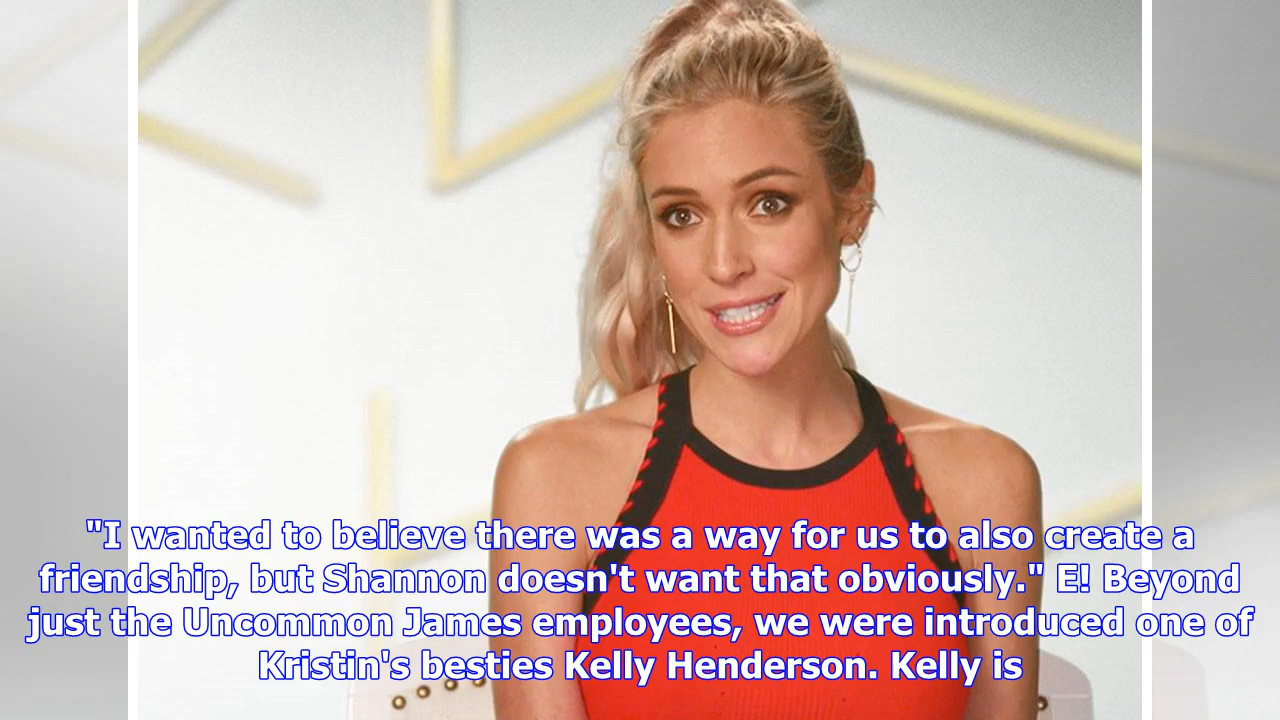 "I wanted to believe there was a way for us to also create a
friendship, but Shannon doesn't want that obviously." E! Beyond
just the Uncommon James employees, we were introduced one of
Kristin's besties Kelly Henderson. Kelly is